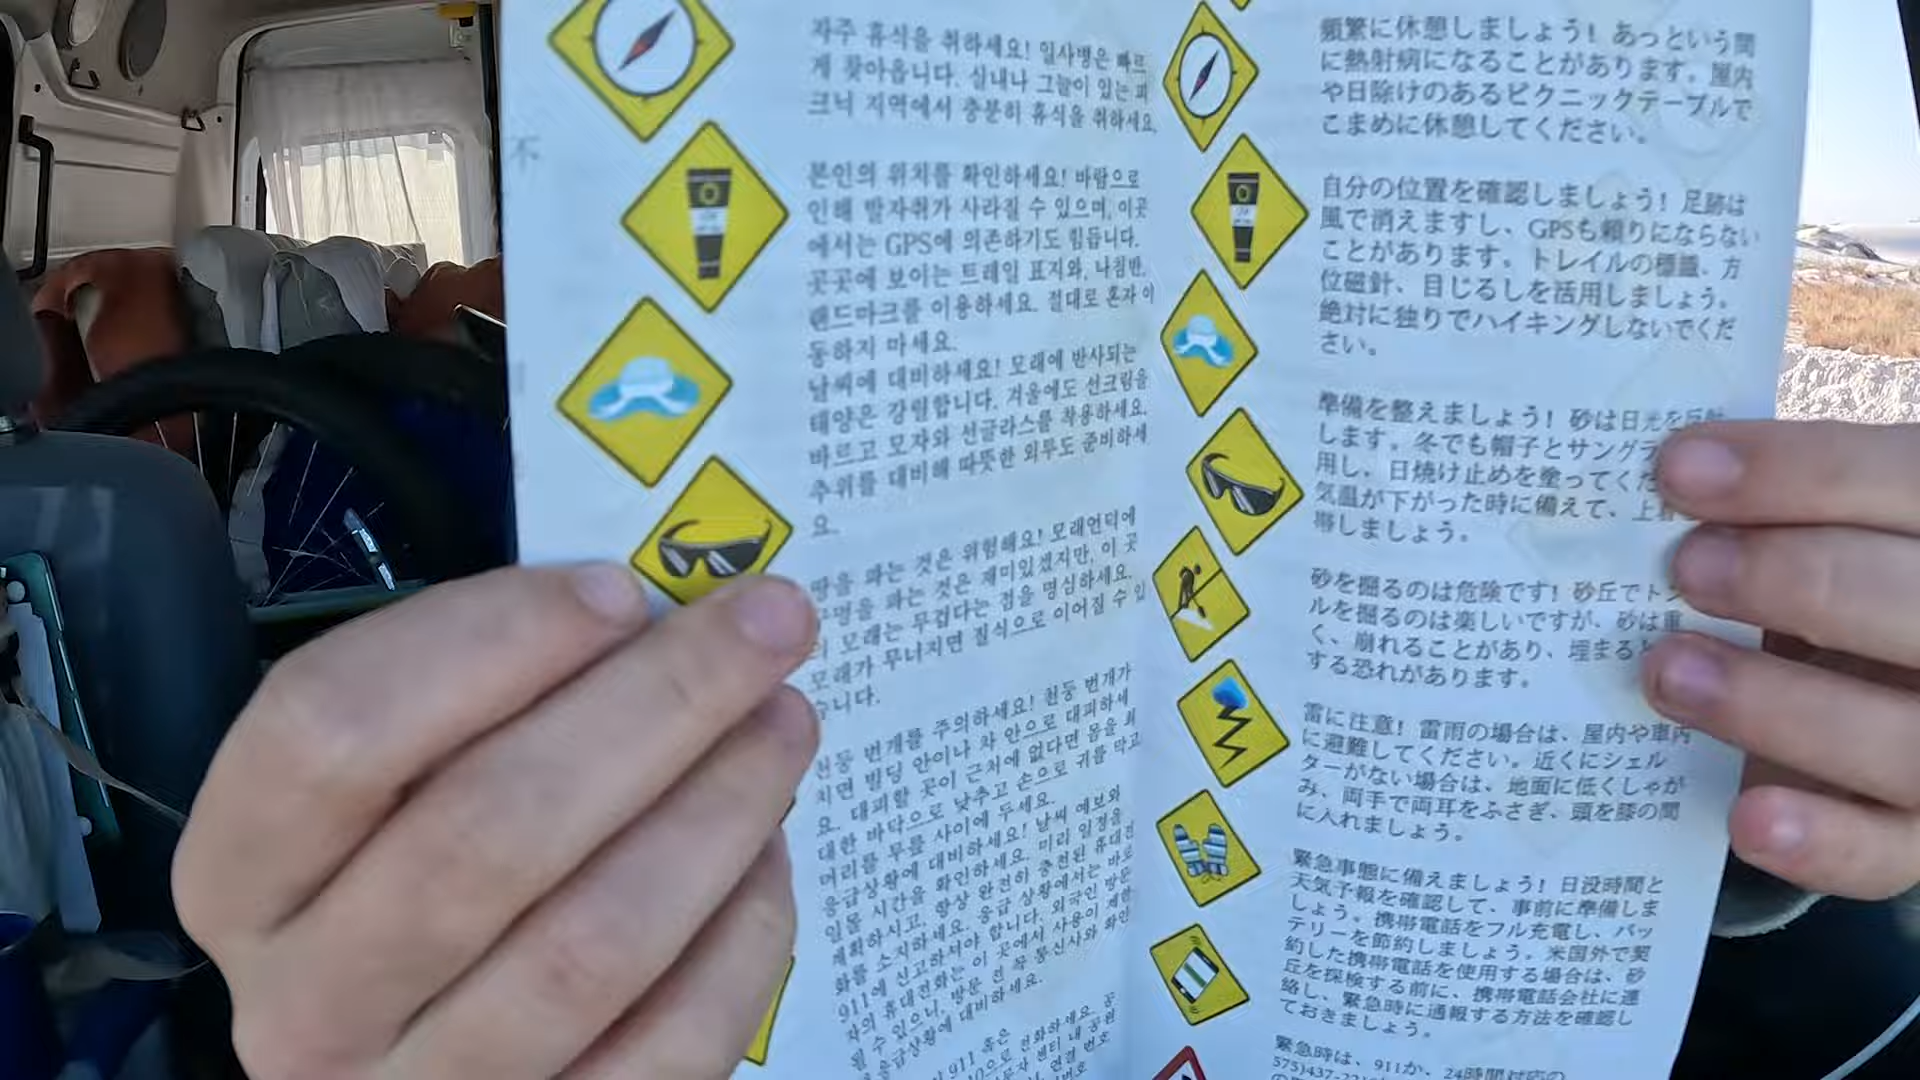 不
자주 휴식을 취하세요! 일사병은 빠르
게 찾아옵니다. 실내나 그늘이 있는 피
크닉 지역에서 충분히 휴식을 취하세요.
본인의 위치를 확인하세요! 바람으로
인해 발자취가 사라질 수 있으며, 이곳
에서는 GPS에 의존하기도 힘듭니다.
곳곳에 보이는 트레일 표지와, 나침반,
랜드마크를 이용하세요. 절대로 혼자 이
동하지 마세요.
날씨에 대비하세요! 모래에 반사되는
태양은 강렬합니다. 겨울에도 선크림을
바르고 모자와 선글라스를 착용하세요.
추위를 대비해 따뜻한 외투도 준비하세
요.
땅을 파는 것은 위험해요! 모래언덕에
구멍을 파는 것은 재미있겠지만, 이 곳
의 모래는 무겁다는 점을 명심하세요.
모래가 무너지면 질식으로 이어질 수 있
습니다.
천둥 번개를 주의하세요! 천둥 번개가
치면 빌딩 안이나 차 안으로 대피하세
요. 대피할 곳이 근처에 없다면 몸을 최
대한 바닥으로 낮추고 손으로 귀를 막고
머리를 무릎 사이에 두세요.
응급상황에 대비하세요! 날씨 예보와
일몰 시간을 확인하세요. 미리 일정을
계획하시고, 항상 완전히 충전된 휴대전
화를 소지하세요. 응급 상황에서는 바로
911에 신고하셔야 합니다. 외국인 방문
자의 휴대전화는 이 곳에서 사용이 제한
될 수 있으니, 방문 전 꼭 통신사와 확인
응급상황에 대비하세요.
911 혹은
10으로 전화하세요. 공
센터 내 공원
연결 번호
頻繁に休憩しましょう! あっという間
に熱射病になることがあります。屋内
や日除けのあるピクニックテーブルで
こまめに休憩してください。
自分の位置を確認しましょう! 足跡は
風で消えますし、GPSも頼りにならない
ことがあります。トレイルの標識、方
位磁針、目じるしを活用しましょう。
絶対に独りでハイキングしないでくだ
さい。
準備を整えましょう! 砂は日光を反射
します。冬でも帽子とサングラ
用し、日焼け止めを塗ってくだ
気温が下がった時に備えて、上着
帯しましょう。
砂を掘るのは危険です! 砂丘でトン
ルを掘るのは楽しいですが、砂は重
く、崩れることがあり、埋まると
する恐れがあります。
雷に注意! 雷雨の場合は、屋内や車内
に避難してください。近くにシェル
ターがない場合は、地面に低くしゃが
み、両手で両耳をふさぎ、頭を膝の間
に入れましょう。
緊急事態に備えましょう! 日没時間と
天気予報を確認して、事前に準備しま
しょう。携帯電話をフル充電し、バッ
テリーを節約しましょう。米国外で契
約した携帯電話を使用する場合は、砂
丘を探検する前に、携帯電話会社に連
絡し、緊急時に通報する方法を確認し
ておきましょう。
緊急時は、911か、24時間対応の